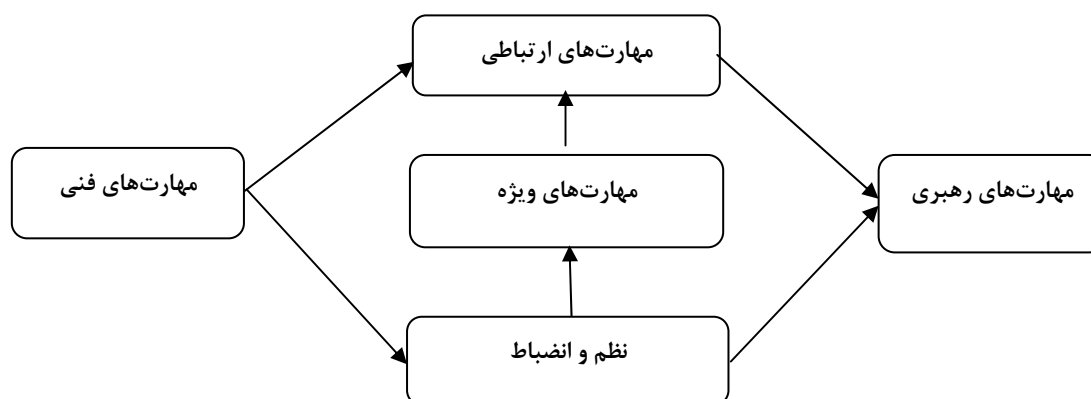 مهارت‌های ارتباطی
مهارت‌های فنی
مهارت‌های ویژه
مهارت‌های رهبری
نظم و انضباط